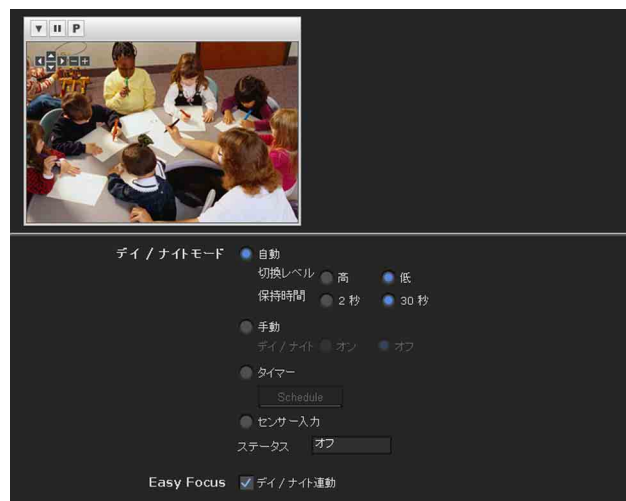 P
デイ / ナイトモード 自動
切換レベル 高 低
保持時間 2 秒 30 秒
手動
デイ / ナイト オン オフ
タイマー
Schedule
センサー入力
ステータス オフ
Easy Focus デイ / ナイト連動